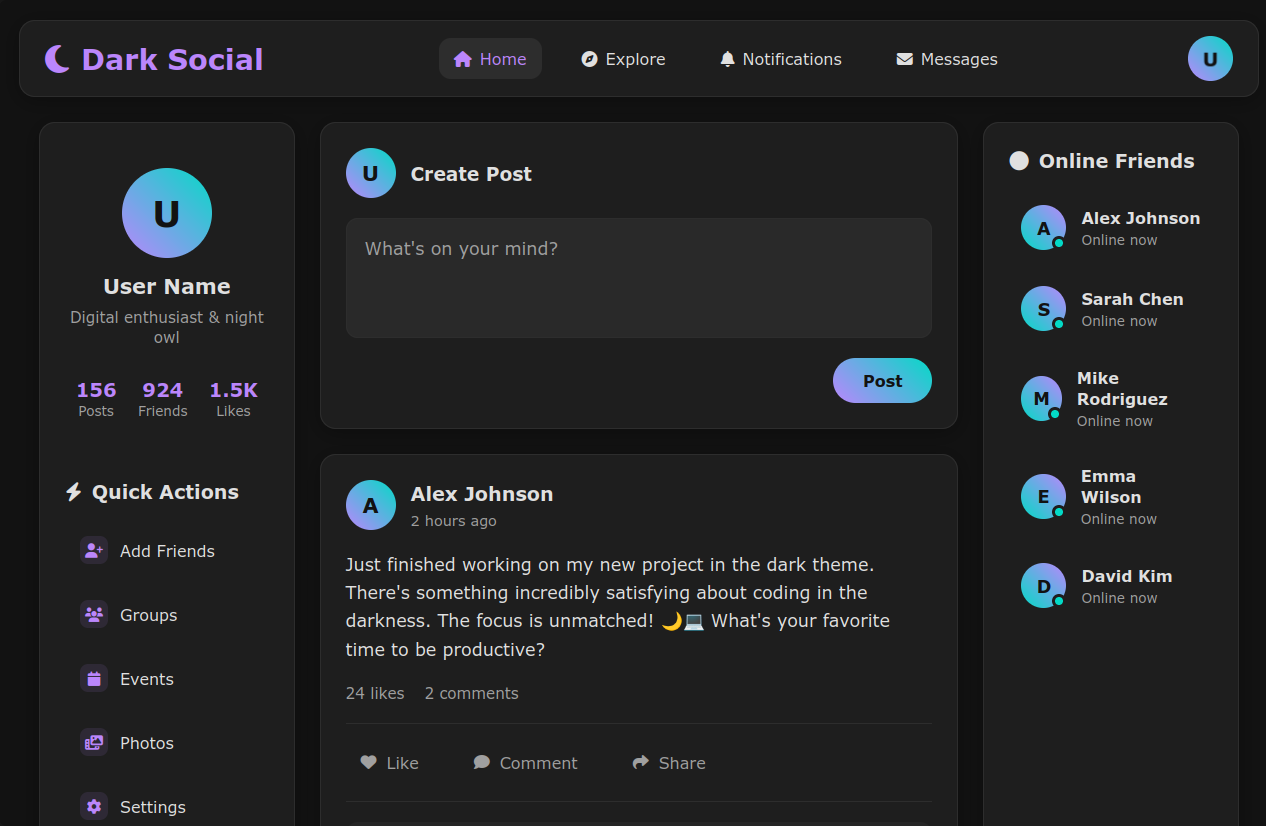 Dark Social
Home
Explore
Notifications
Messages
U
U
User Name
Digital enthusiast & night
owl
156
Posts
924
Friends
1.5K
Likes
Quick Actions
Add Friends
Groups
Events
Photos
Settings
U
Create Post
What's on your mind?
Post
A
Alex Johnson
2 hours ago
Just finished working on my new project in the dark theme.
There's something incredibly satisfying about coding in the
darkness. The focus is unmatched! 🌙💻 What's your favorite
time to be productive?
24 likes 2 comments
Like
Comment
Share
Online Friends
A
Alex Johnson
Online now
S
Sarah Chen
Online now
M
Mike
Rodriguez
Online now
E
Emma
Wilson
Online now
D
David Kim
Online now